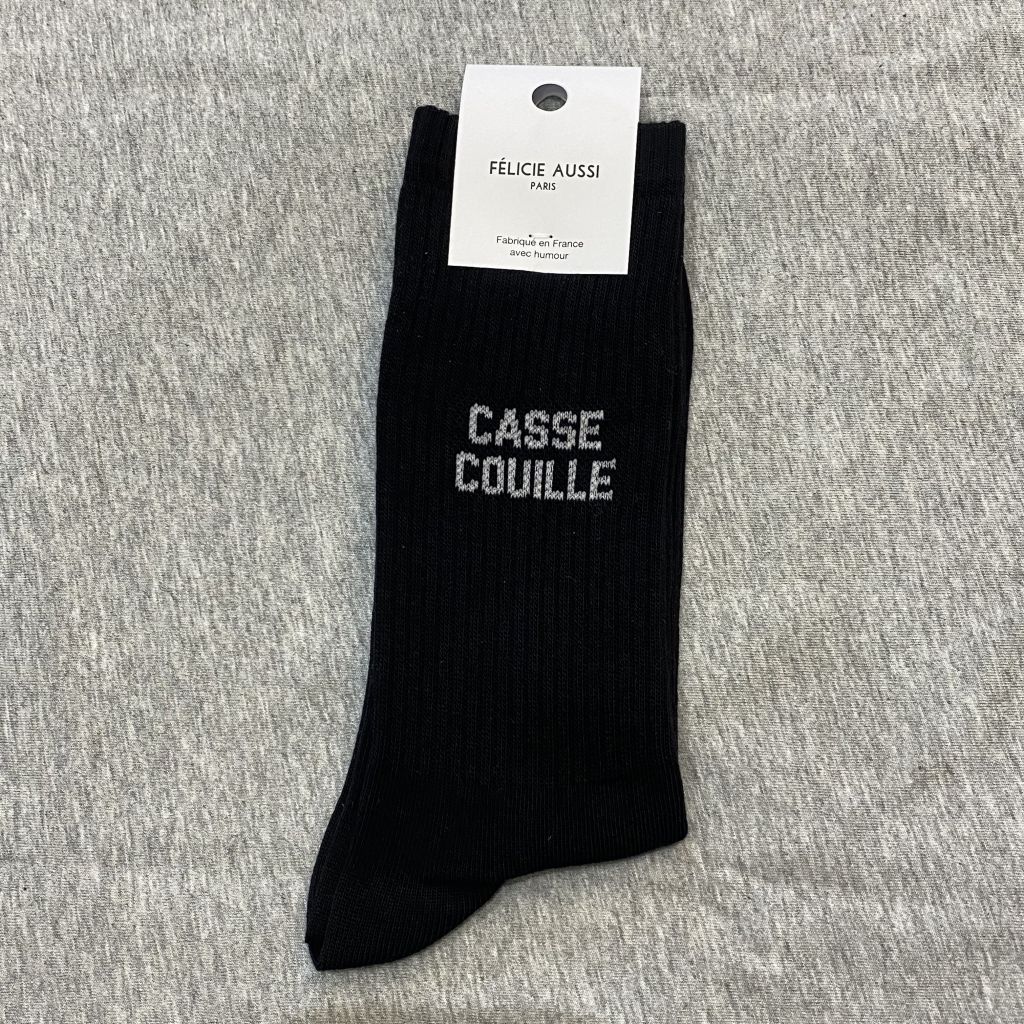 FÉLICIE AUSSI
PARIS
Fabriqué en France
avec humour
CASSE
COUILLE